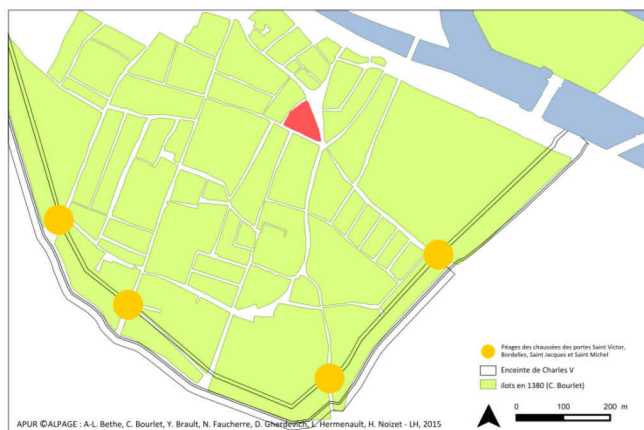 Péages des chaussées des portes Saint Victor,
Bordelles, Saint Jacques et Saint Michel
Enceinte de Charles V
ilots en 1380 (C. Bourlet)
0 100 200 m
APUR ©ALPAGE : A-L. Bethe, C. Bourlet, Y. Brault, N. Faucherre, D. Gherdevich, L. Hermenault, H. Noizet - LH, 2015